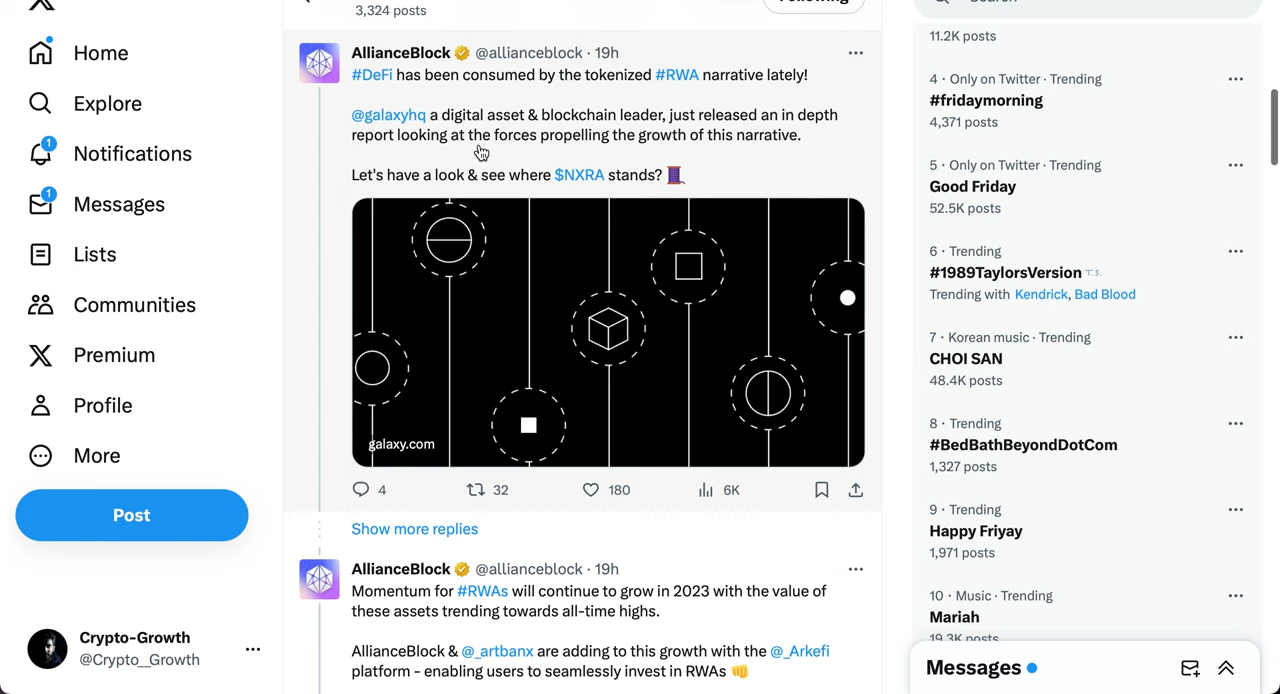 Home
Explore
1
Notifications
1
Messages
Lists
Communities
Premium
Profile
More
Post
Crypto-Growth
@Crypto__Growth
3,324 posts
Following
AllianceBlock @allianceblock · 19h
#DeFi has been consumed by the tokenized #RWA narrative lately!
@galaxyhq a digital asset & blockchain leader, just released an in depth
report looking at the forces propelling the growth of this narrative.
Let's have a look & see where $NXRA stands?
galaxy.com
4 32 180 6K
Show more replies
AllianceBlock @allianceblock · 19h
Momentum for #RWAs will continue to grow in 2023 with the value of
these assets trending towards all-time highs.
AllianceBlock & @_artbanx are adding to this growth with the @_Arkefi
platform - enabling users to seamlessly invest in RWAs
Search
11.2K posts
4 · Only on Twitter · Trending
#fridaymorning
4,371 posts
5 · Only on Twitter · Trending
Good Friday
52.5K posts
6 · Trending
#1989TaylorsVersion T.S.
Trending with Kendrick, Bad Blood
7 · Korean music · Trending
CHOI SAN
48.4K posts
8 · Trending
#BedBathBeyondDotCom
1,327 posts
9 · Trending
Happy Friyay
1,971 posts
10 · Music · Trending
Mariah
19.3K posts
Messages